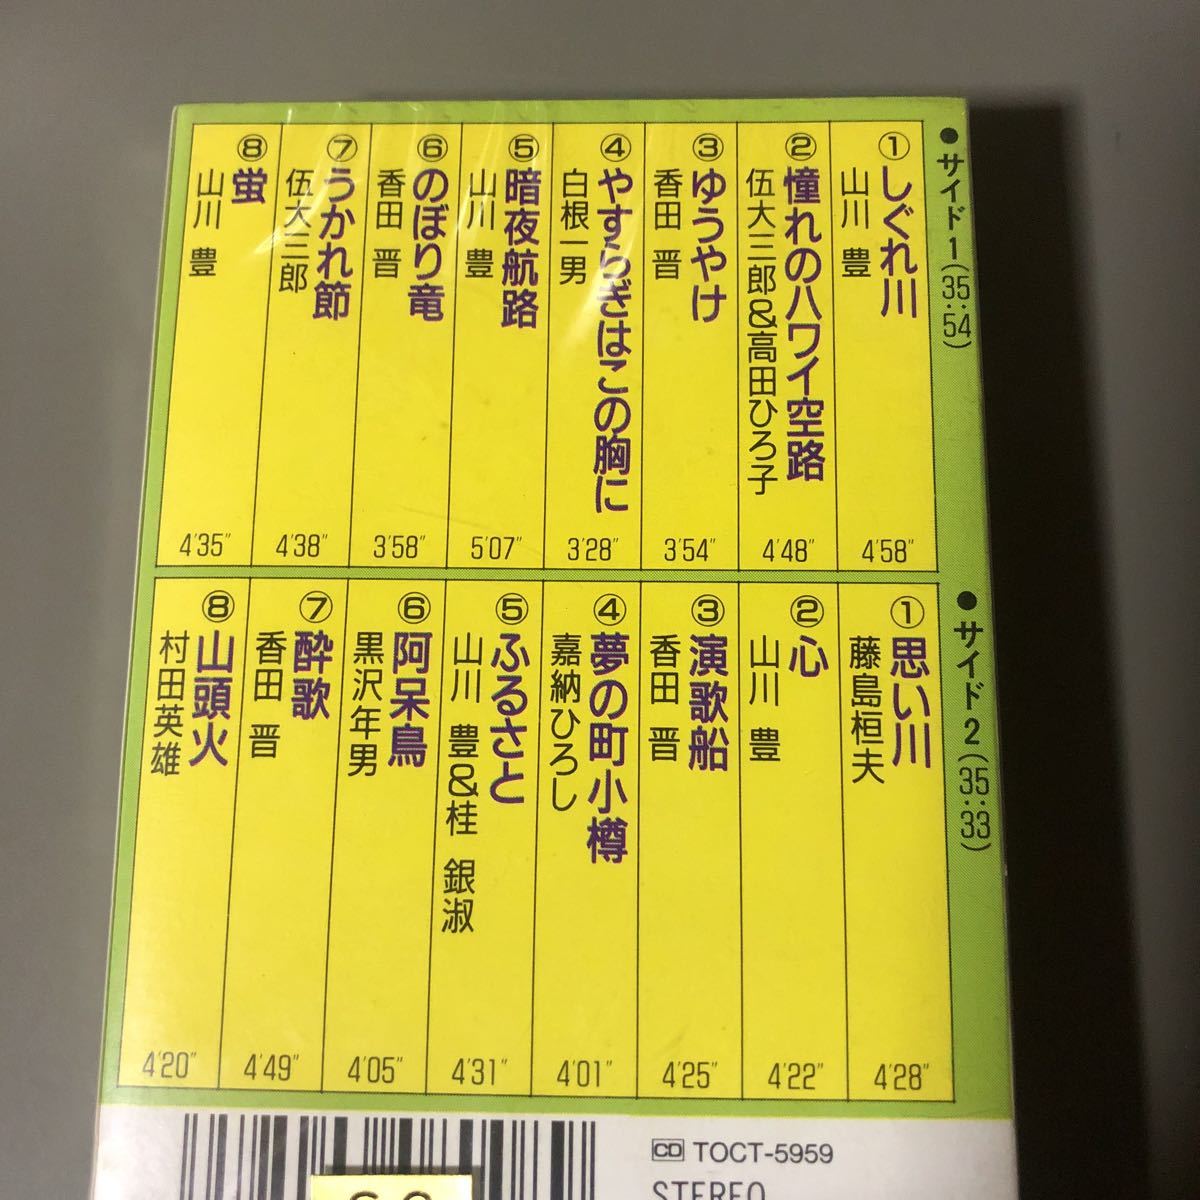 ●サイド1(35:54)
①しぐれ川
山川 豊
4'58"
②憧れのハワイ空路
伍大三郎&高田ひろ子
4'48"
③ゆうやけ
香田 晋
3'54"
④やすらぎはこの胸に
白根一男
3'28"
⑤暗夜航路
山川 豊
5'07"
⑥のぼり竜
香田 晋
3'58"
⑦うかれ節
伍大三郎
4'38"
⑧蛍
山川 豊
4'35"
●サイド2(35:33)
①思い川
藤島桓夫
4'28"
②心
山川 豊
4'22"
③演歌船
香田 晋
4'25"
④夢の町小樽
嘉納ひろし
4'01"
⑤ふるさと
山川 豊&桂 銀淑
4'31"
⑥阿呆鳥
黒沢年男
4'05"
⑦酔歌
香田 晋
4'49"
⑧山頭火
村田英雄
4'20"
CD TOCT-5959
STEREO